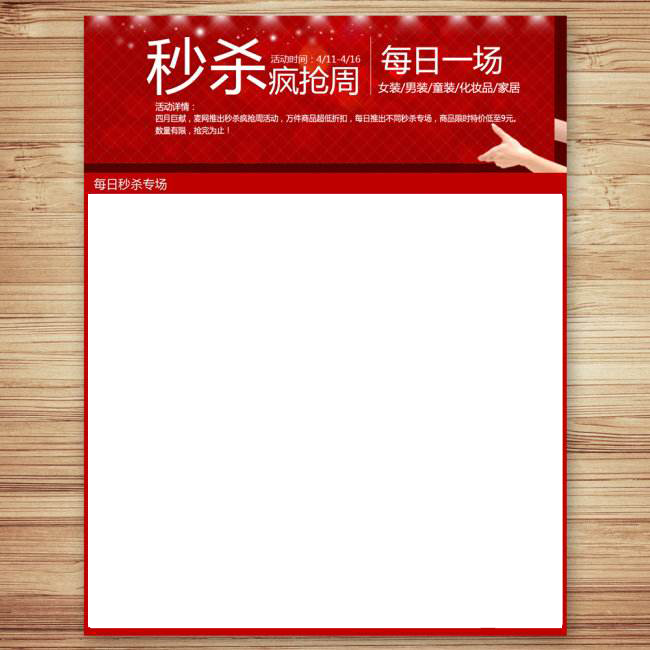 秒杀
活动时间：4/11-4/16
疯抢周
每日一场
女装/男装/童装/化妆品/家居
活动详情：
四月巨献，麦网推出秒杀疯抢周活动，万件商品超低折扣，每日推出不同秒杀专场，商品限时特价低至9元。
数量有限，抢完为止！
每日秒杀专场